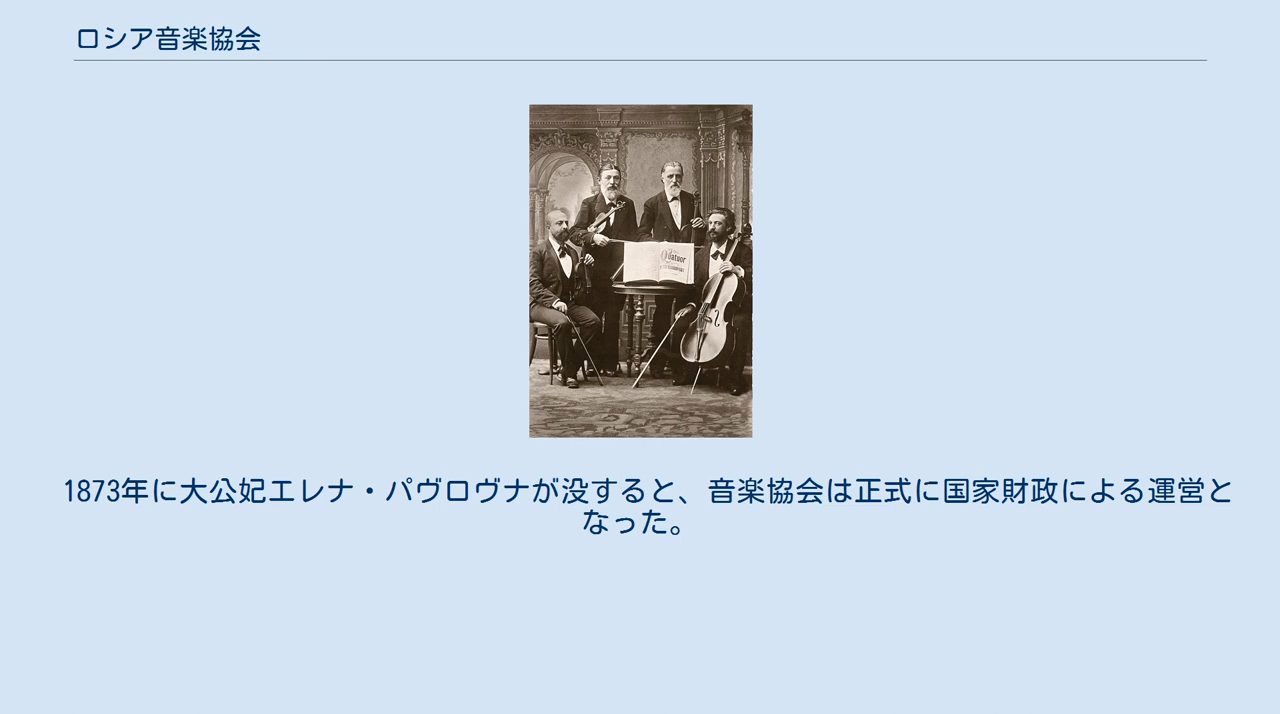 ロシア音楽協会
Quatuor
1873年に大公妃エレナ・パヴロヴナが没すると、音楽協会は正式に国家財政による運営と
なった。